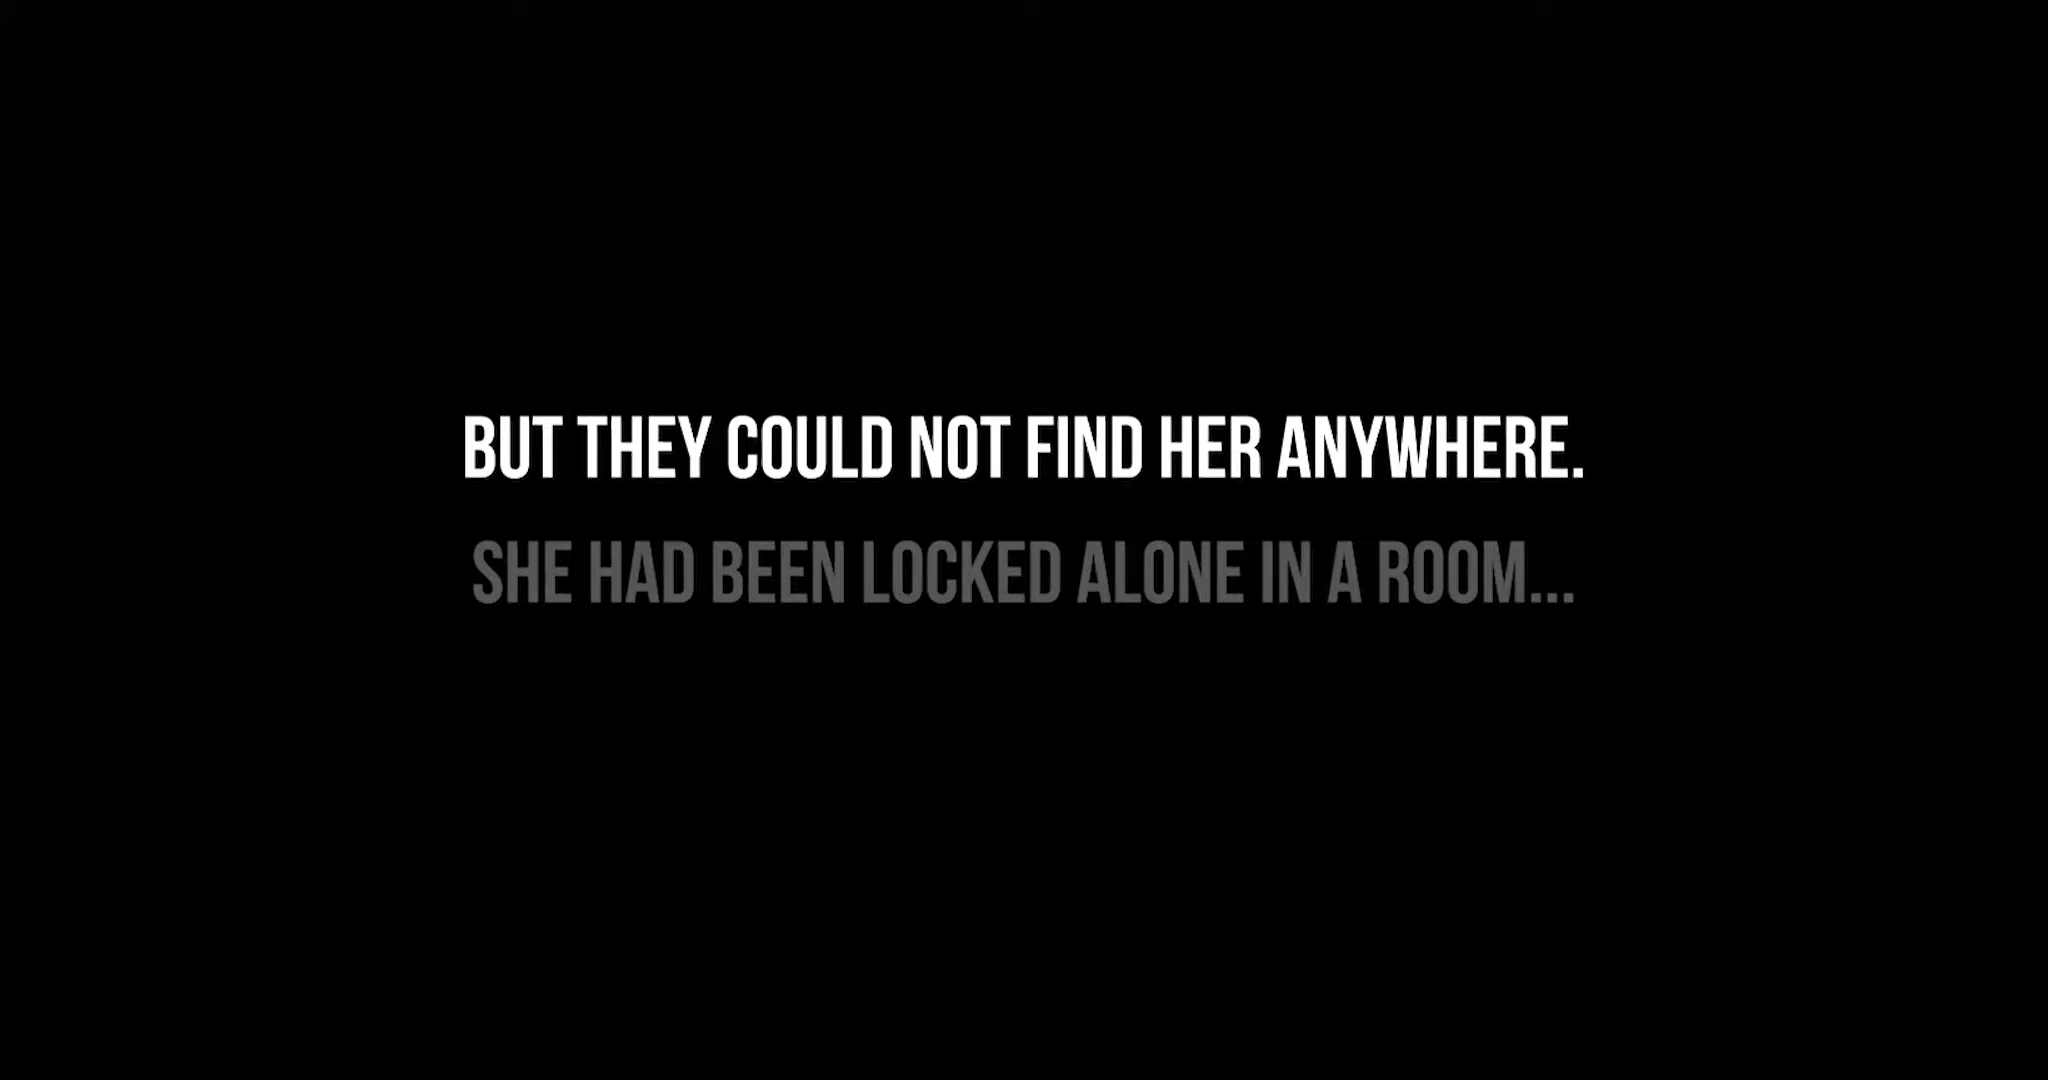 BUT THEY COULD NOT FIND HER ANYWHERE.
SHE HAD BEEN LOCKED ALONE IN A ROOM...